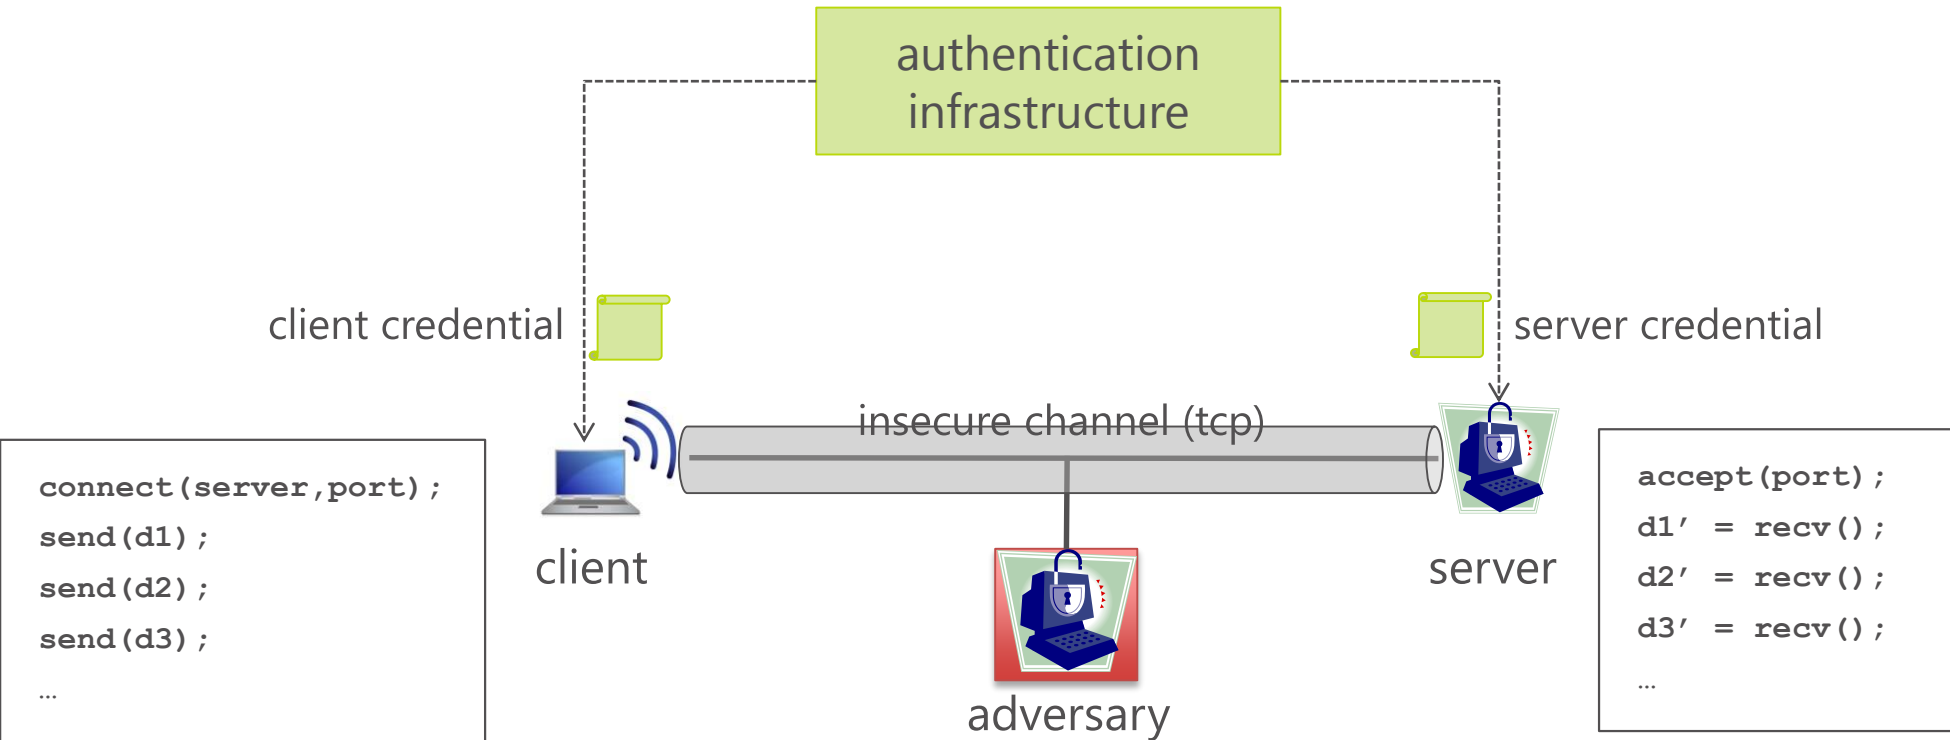 authentication
infrastructure
client credential
server credential
insecure channel (tcp)
connect(server,port);
send(d1);
send(d2);
send(d3);
…
client
server
accept(port);
d1’ = recv();
d2’ = recv();
d3’ = recv();
…
adversary